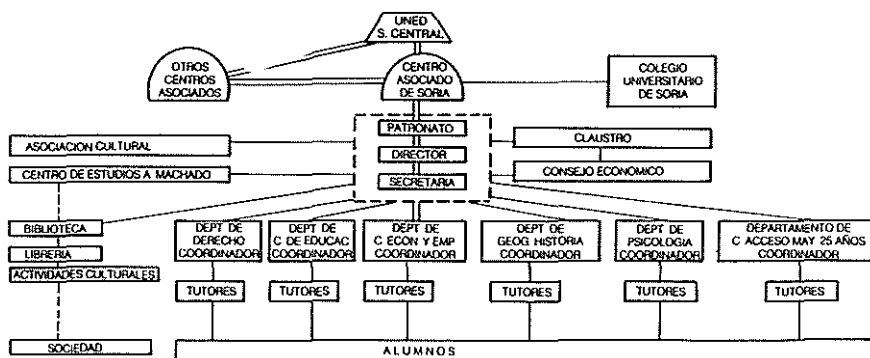 UNED
S. CENTRAL
OTROS
CENTROS
ASOCIADOS
CENTRO
ASOCIADO
DE SORIA
COLEGIO
UNIVERSITARIO
DE SORIA
PATRONATO
DIRECTOR
SECRETARIA
ASOCIACION CULTURAL
CENTRO DE ESTUDIOS A MACHADO
CLAUSTRO
CONSEJO ECONOMICO
BIBLIOTECA
LIBRERIA
ACTIVIDADES CULTURALES
DEPT DE
DERECHO
COORDINADOR
DEPT DE
C DE EDUCAC
COORDINADOR
DEPT DE
C ECON Y EMP
COORDINADOR
DEPT DE
GEOG HISTÓRIA
COORDINADOR
DEPT DE
PSICOLOGIA
COORDINADOR
DEPARTAMENTO DE
C ACCESO MAY 25 AÑOS
COORDINADOR
TUTORES
TUTORES
TUTORES
TUTORES
TUTORES
TUTORES
SOCIEDAD
ALUMNOS